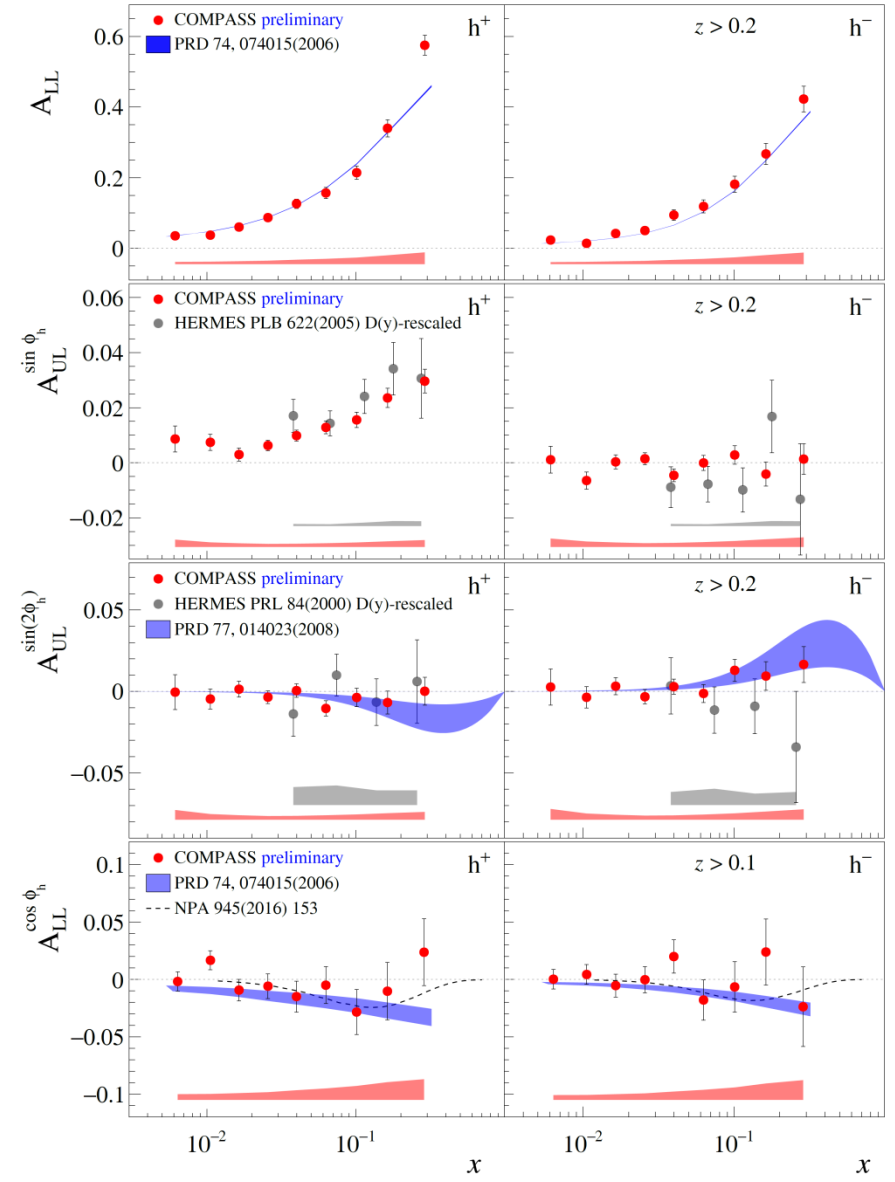 COMPASS preliminary
PRD 74, 074015(2006)
h+
z > 0.2
h−
A_LL
0.6
0.4
0.2
0
COMPASS preliminary
HERMES PLB 622(2005) D(y)-rescaled
h+
z > 0.2
h−
A_UL^sin ϕ_h
0.06
0.04
0.02
0
−0.02
COMPASS preliminary
HERMES PRL 84(2000) D(y)-rescaled
PRD 77, 014023(2008)
h+
z > 0.2
h−
A_UL^sin(2ϕ_h)
0.05
0
−0.05
COMPASS preliminary
PRD 74, 074015(2006)
NPA 945(2016) 153
h+
z > 0.1
h−
A_LL^cos ϕ_h
0.1
0.05
0
−0.05
−0.1
10^−2
10^−1
x
10^−2
10^−1
x